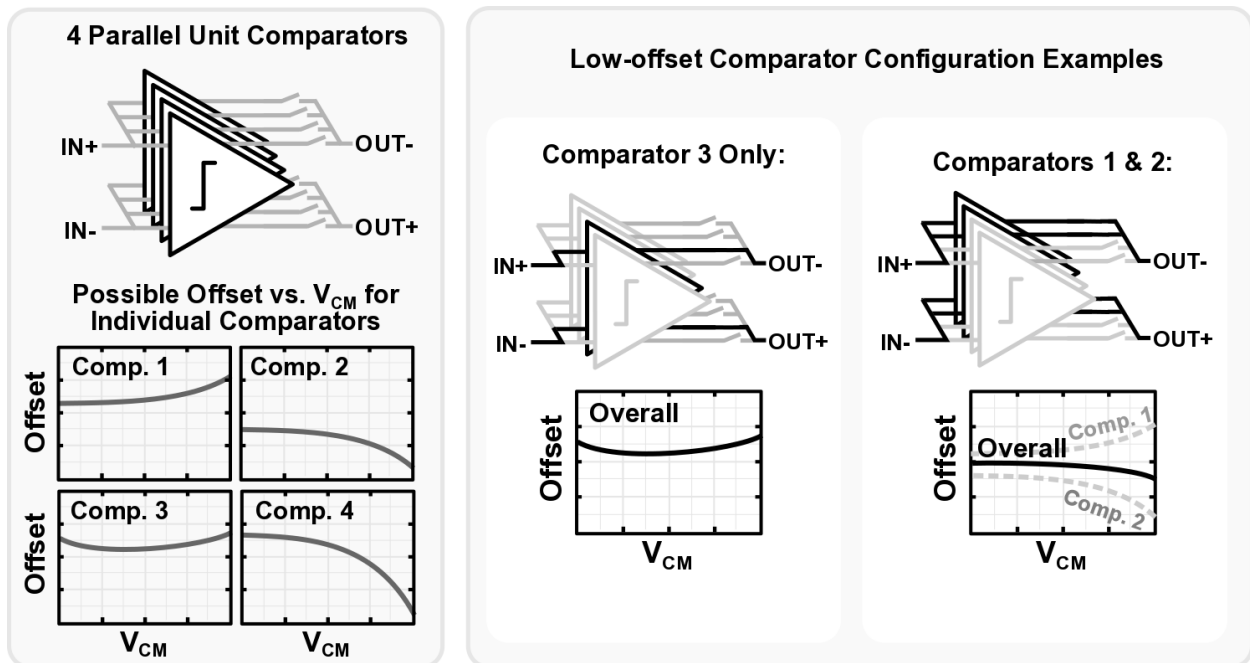 4 Parallel Unit Comparators
IN+
OUT-
IN-
OUT+
Possible Offset vs. VCM for
Individual Comparators
Offset
Comp. 1
Comp. 2
Offset
Comp. 3
Comp. 4
VCM
VCM
Low-offset Comparator Configuration Examples
Comparator 3 Only:
IN+
OUT-
IN-
OUT+
Offset
Overall
VCM
Comparators 1 & 2:
IN+
OUT-
IN-
OUT+
Offset
Comp. 1
Overall
Comp. 2
VCM